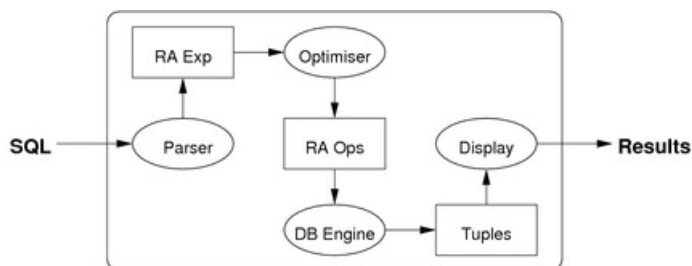 RA Exp
Optimiser
SQL
Parser
RA Ops
Display
Results
DB Engine
Tuples